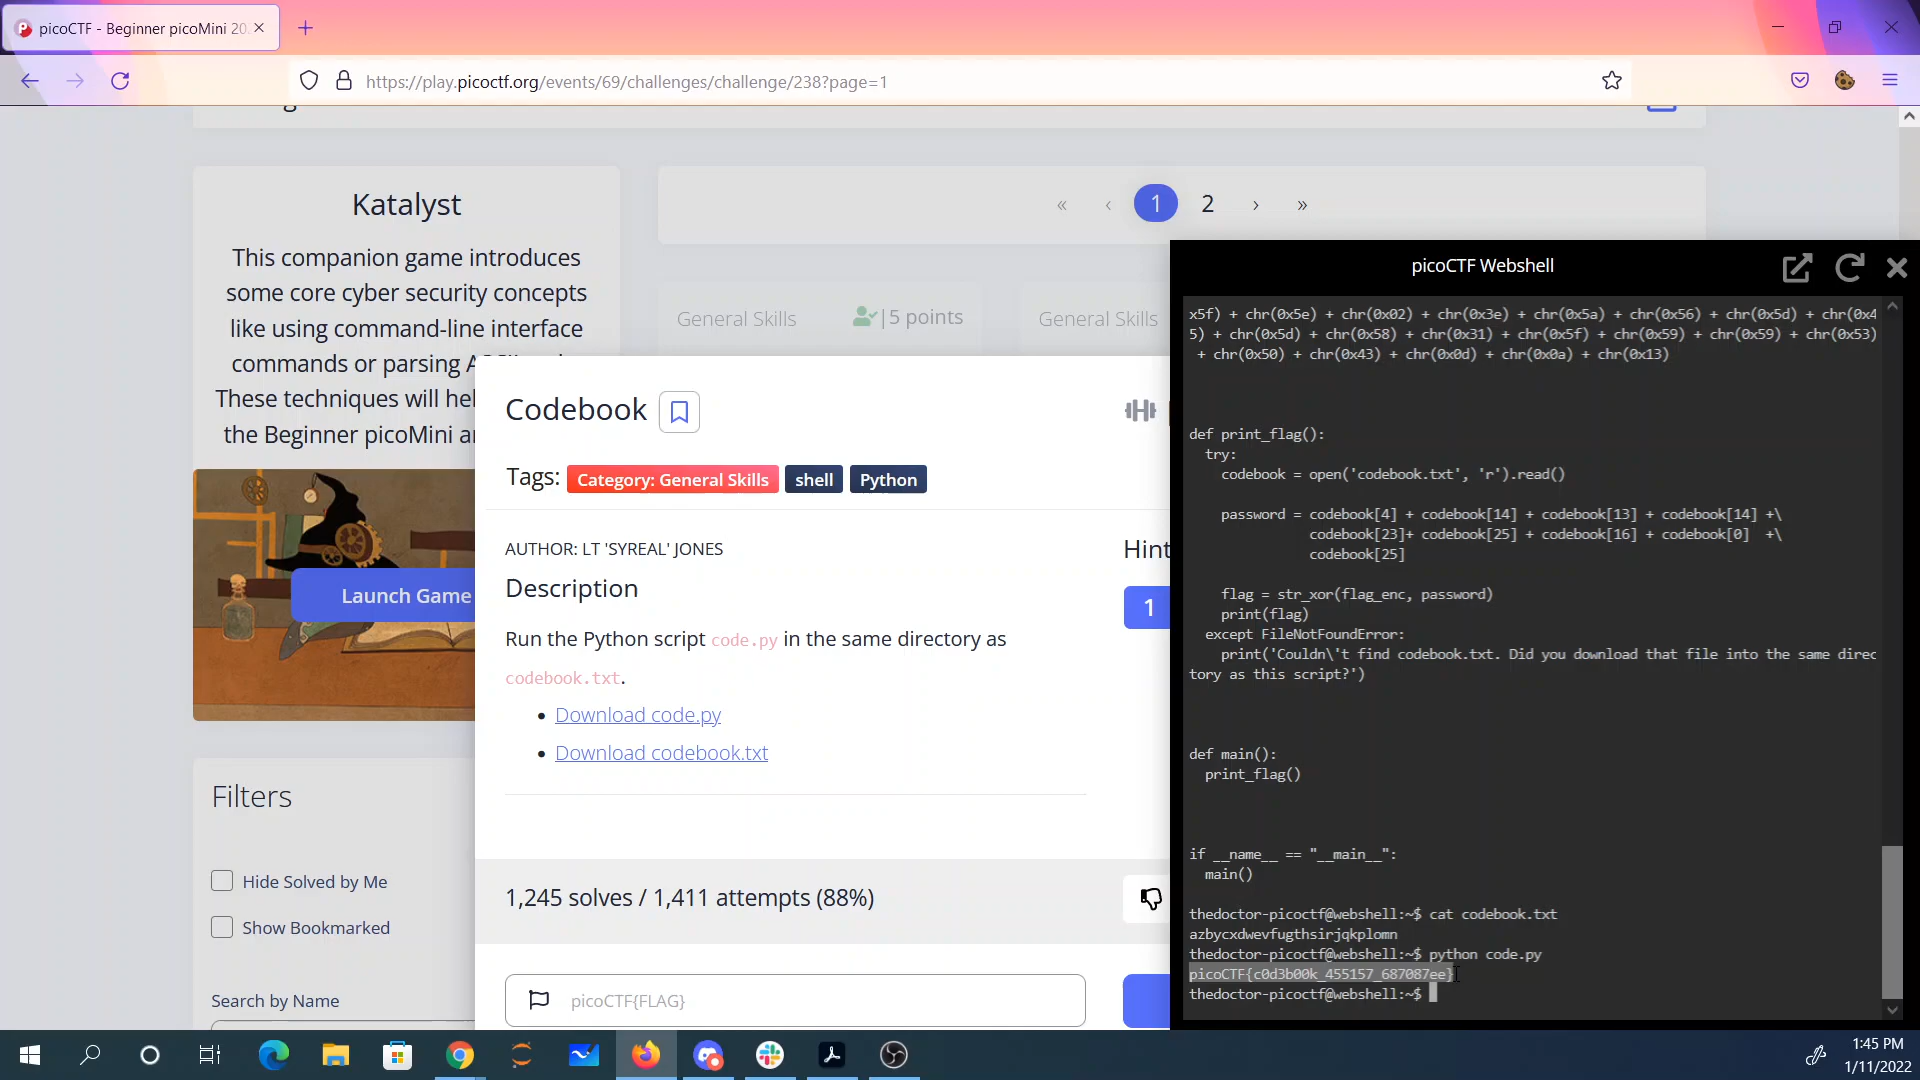 picoCTF - Beginner picoMini 20
https://play.picoctf.org/events/69/challenges/challenge/238?page=1
Katalyst
This companion game introduces
some core cyber security concepts
like using command-line interface
commands or parsing
These techniques will hel
the Beginner picoMini
Launch Game
Filters
Hide Solved by Me
Show Bookmarked
Search by Name
« ‹ 1 2 › »
General Skills
|5 points
General Skills
Codebook
Tags: Category: General Skills shell Python
AUTHOR: LT 'SYREAL' JONES
Description
Run the Python script code.py in the same directory as
codebook.txt.
• Download code.py
• Download codebook.txt
Hint
1
1,245 solves / 1,411 attempts (88%)
picoCTF{FLAG}
picoCTF Webshell
x5f) + chr(0x5e) + chr(0x02) + chr(0x3e) + chr(0x5a) + chr(0x56) + chr(0x5d) + chr(0x4
5) + chr(0x5d) + chr(0x58) + chr(0x31) + chr(0x5f) + chr(0x59) + chr(0x59) + chr(0x53)
+ chr(0x50) + chr(0x43) + chr(0x0d) + chr(0x0a) + chr(0x13)
def print_flag():
try:
codebook = open('codebook.txt', 'r').read()
password = codebook[4] + codebook[14] + codebook[13] + codebook[14] +\
codebook[23]+ codebook[25] + codebook[16] + codebook[0] +\
codebook[25]
flag = str_xor(flag_enc, password)
print(flag)
except FileNotFoundError:
print('Couldn\'t find codebook.txt. Did you download that file into the same direc
tory as this script?')
def main():
print_flag()
if __name__ == "__main__":
main()
thedoctor-picoctf@webshell:~$ cat codebook.txt
azbycxdwevfugthsirjqkplomn
thedoctor-picoctf@webshell:~$ python code.py
picoCTF{c0d3b00k_455157_687087ee}
thedoctor-picoctf@webshell:~$
1:45 PM
1/11/2022